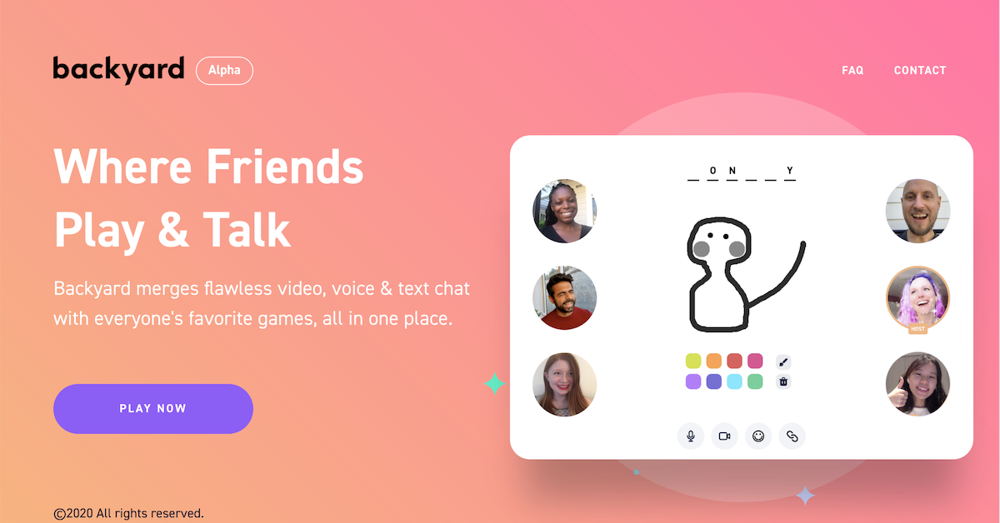 backyard
Alpha
FAQ
CONTACT
Where Friends
Play & Talk
Backyard merges flawless video, voice & text chat
with everyone's favorite games, all in one place.
PLAY NOW
_ O N _ _ Y
HOST
©2020 All rights reserved.